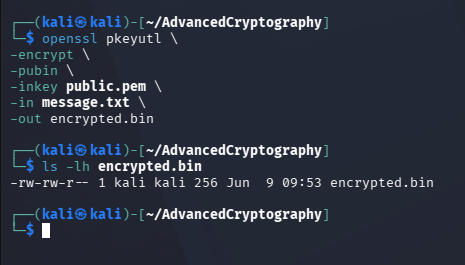 ┌──(kali㉿kali)-[~/AdvancedCryptography]
└─$ openssl pkeyutl \
-encrypt \
-pubin \
-inkey public.pem \
-in message.txt \
-out encrypted.bin
┌──(kali㉿kali)-[~/AdvancedCryptography]
└─$ ls -lh encrypted.bin
-rw-rw-r-- 1 kali kali 256 Jun  9 09:53 encrypted.bin
┌──(kali㉿kali)-[~/AdvancedCryptography]
└─$